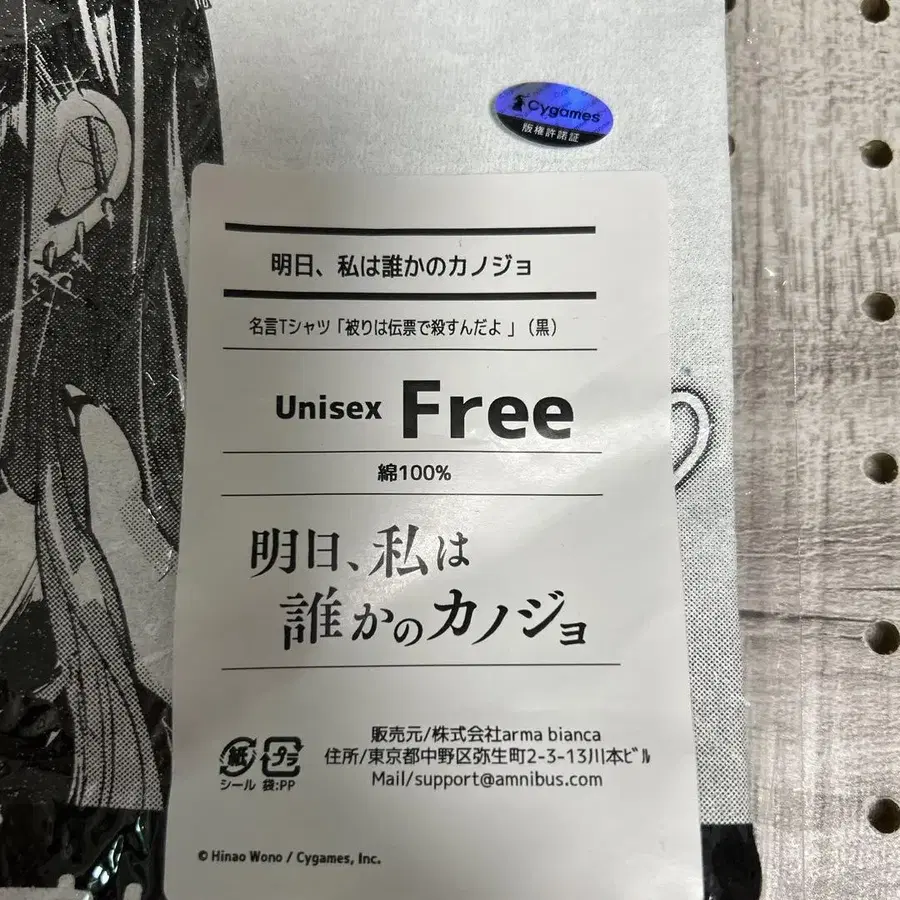 Cygames
版権許諾証
明日、私は誰かのカノジョ
名言Tシャツ「被りは伝票で殺すんだよ 」（黒）
Unisex Free
綿100%
明日、私は
誰かのカノジョ
販売元/株式会社arma bianca
住所/東京都中野区弥生町2-3-13川本ビル
Mail/support@amnibus.com
紙 プラ
シール 袋:PP
© Hinao Wono / Cygames, Inc.